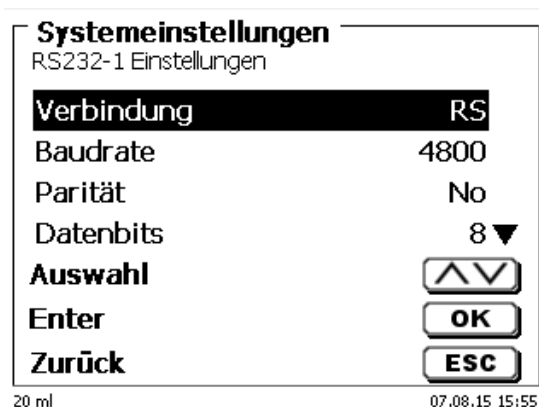 Systemeinstellungen
RS232-1 Einstellungen
Verbindung RS
Baudrate 4800
Parität No
Datenbits 8
Auswahl
Enter OK
Zurück ESC
20 ml 07.08.15 15:55